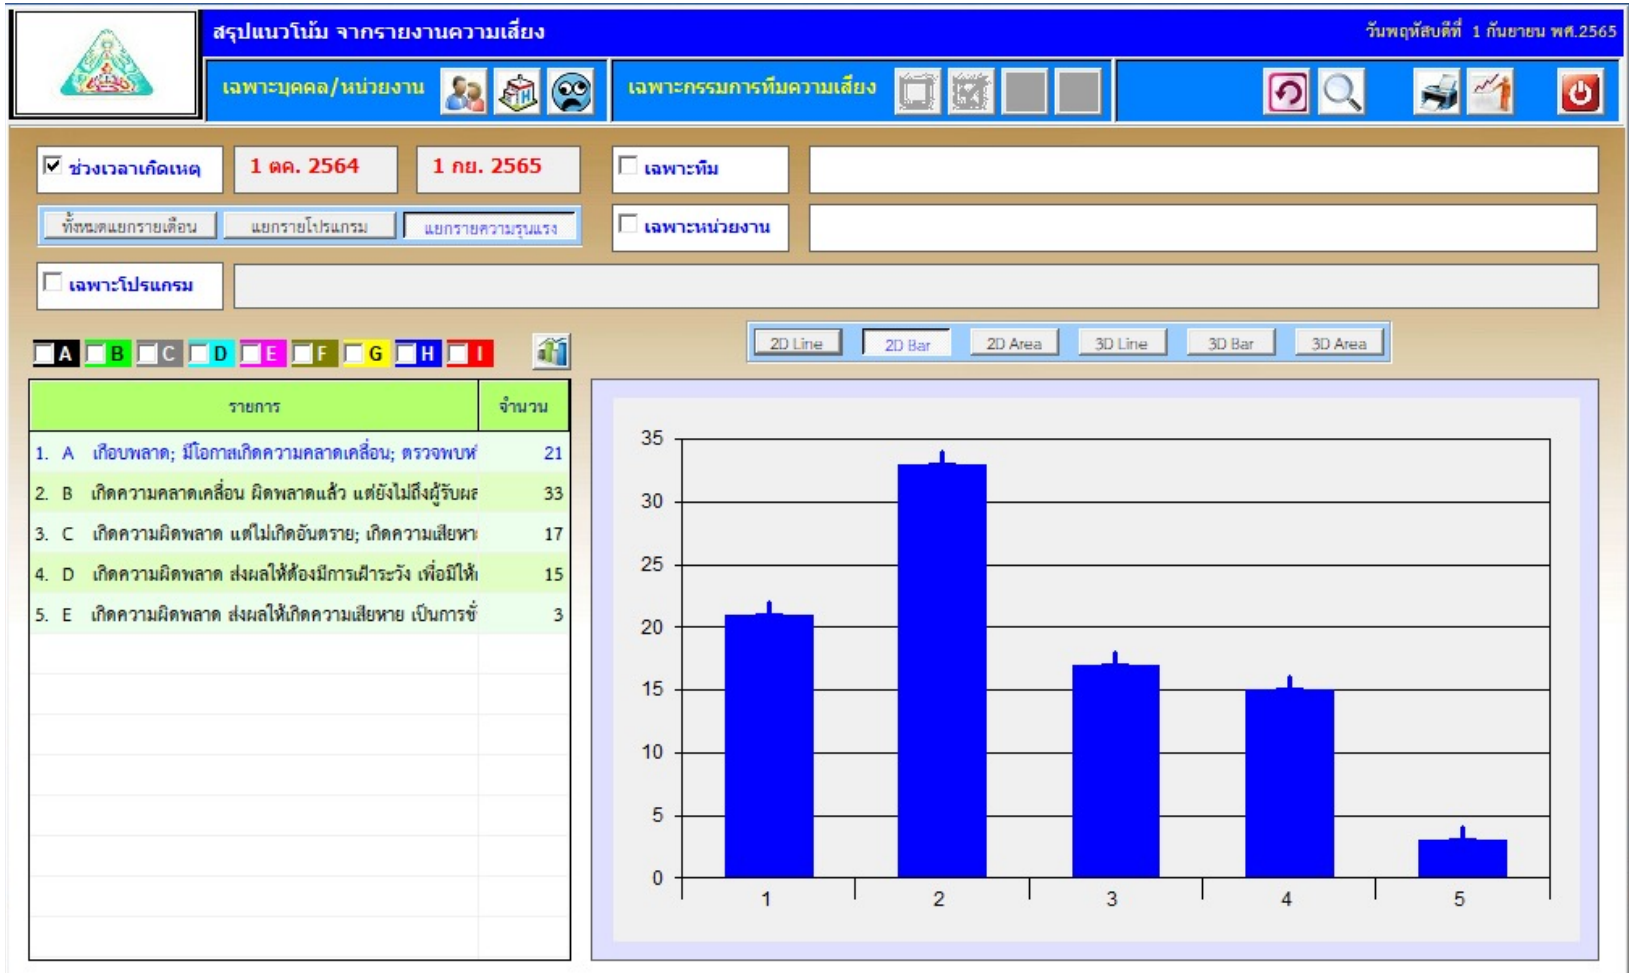 สรุปแนวโน้ม จากรายงานความเสี่ยง
วันพฤหัสบดีที่ 1 กันยายน พศ.2565
เฉพาะบุคคล/หน่วยงาน
เฉพาะกรรมการทีมความเสี่ยง
ช่วงเวลาเกิดเหตุ
1 ตค. 2564
1 กย. 2565
เฉพาะทีม
ทั้งหมดแยกรายเดือน
แยกรายโปรแกรม
แยกรายความรุนแรง
เฉพาะหน่วยงาน
เฉพาะโปรแกรม
A B C D E F G H I
2D Line
2D Bar
2D Area
3D Line
3D Bar
3D Area
รายการ จำนวน
1. A เกือบพลาด; มีโอกาสเกิดความคลาดเคลื่อน; ตรวจพบ 21
2. B เกิดความคลาดเคลื่อน ผิดพลาดแล้ว แต่ยังไม่ถึงผู้รับผล 33
3. C เกิดความผิดพลาด แต่ไม่เกิดอันตราย; เกิดความเสียหา 17
4. D เกิดความผิดพลาด ส่งผลให้ต้องมีการเฝ้าระวัง เพื่อมิให้เ 15
5. E เกิดความผิดพลาด ส่งผลให้เกิดความเสียหาย เป็นการชั่ 3
35
30
25
20
15
10
5
0
1 2 3 4 5